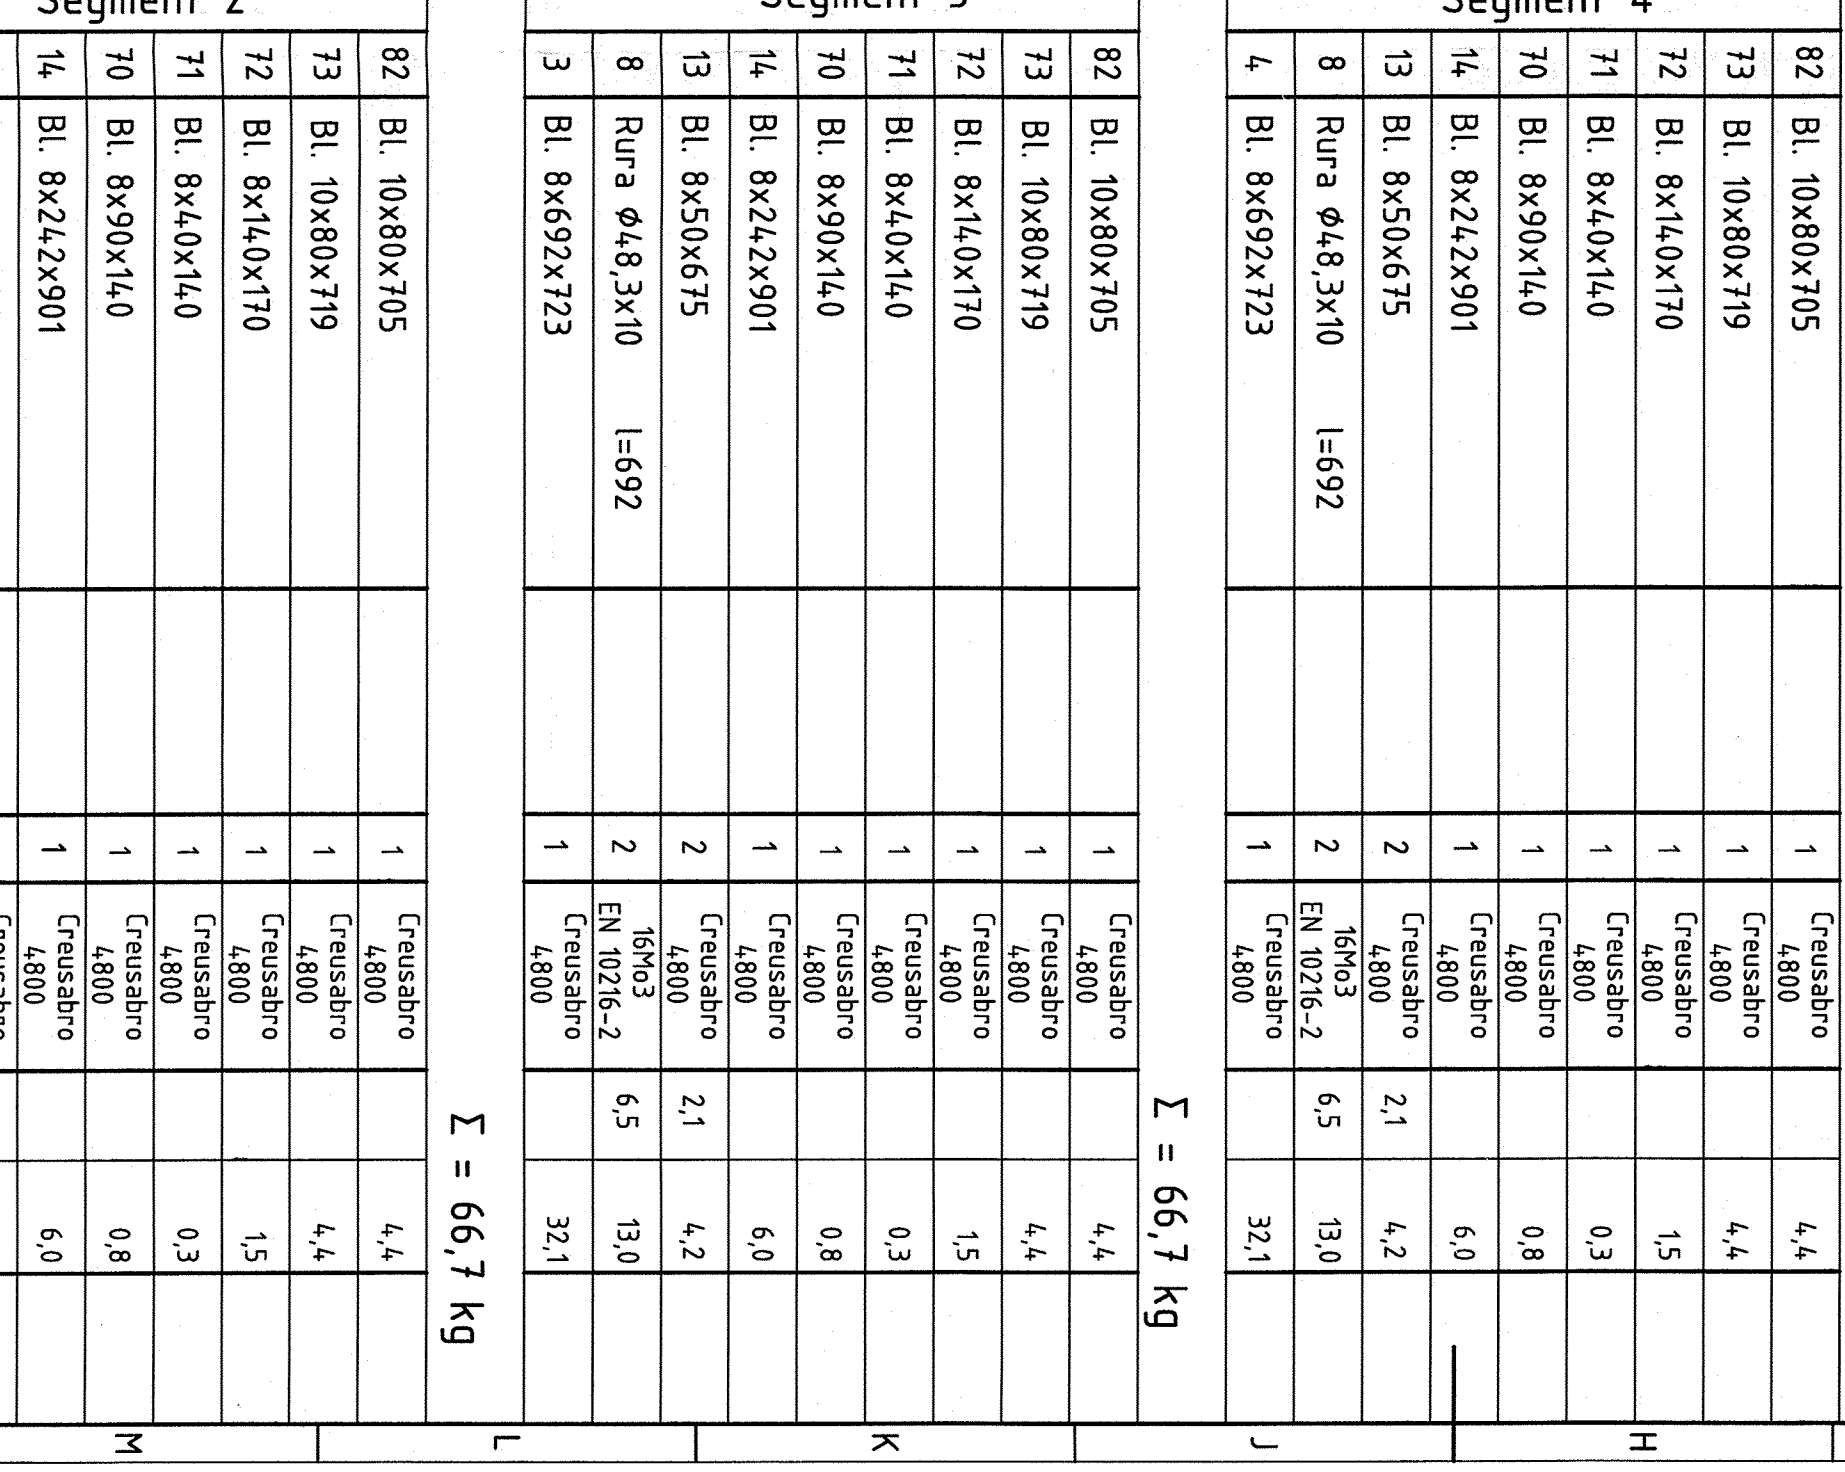 Segment 4
82 Bl. 10x80x705 1 Creusabro 4800 4,4
73 Bl. 10x80x719 1 Creusabro 4800 4,4
72 Bl. 8x140x170 1 Creusabro 4800 1,5
71 Bl. 8x40x140 1 Creusabro 4800 0,3
70 Bl. 8x90x140 1 Creusabro 4800 0,8
14 Bl. 8x242x901 1 Creusabro 4800 6,0
13 Bl. 8x50x675 2 Creusabro 4800 2,1 4,2
8 Rura ϕ48,3x10 l=692 2 16Mo3 EN 10216-2 6,5 13,0
4 Bl. 8x692x723 1 Creusabro 4800 32,1
Σ = 66,7 kg
Segment 3
82 Bl. 10x80x705 1 Creusabro 4800 4,4
73 Bl. 10x80x719 1 Creusabro 4800 4,4
72 Bl. 8x140x170 1 Creusabro 4800 1,5
71 Bl. 8x40x140 1 Creusabro 4800 0,3
70 Bl. 8x90x140 1 Creusabro 4800 0,8
14 Bl. 8x242x901 1 Creusabro 4800 6,0
13 Bl. 8x50x675 2 Creusabro 4800 2,1 4,2
8 Rura ϕ48,3x10 l=692 2 16Mo3 EN 10216-2 6,5 13,0
3 Bl. 8x692x723 1 Creusabro 4800 32,1
Σ = 66,7 kg
Segment 2
82 Bl. 10x80x705 1 Creusabro 4800 4,4
73 Bl. 10x80x719 1 Creusabro 4800 4,4
72 Bl. 8x140x170 1 Creusabro 4800 1,5
71 Bl. 8x40x140 1 Creusabro 4800 0,3
70 Bl. 8x90x140 1 Creusabro 4800 0,8
14 Bl. 8x242x901 1 Creusabro 4800 6,0
H
J
K
L
M